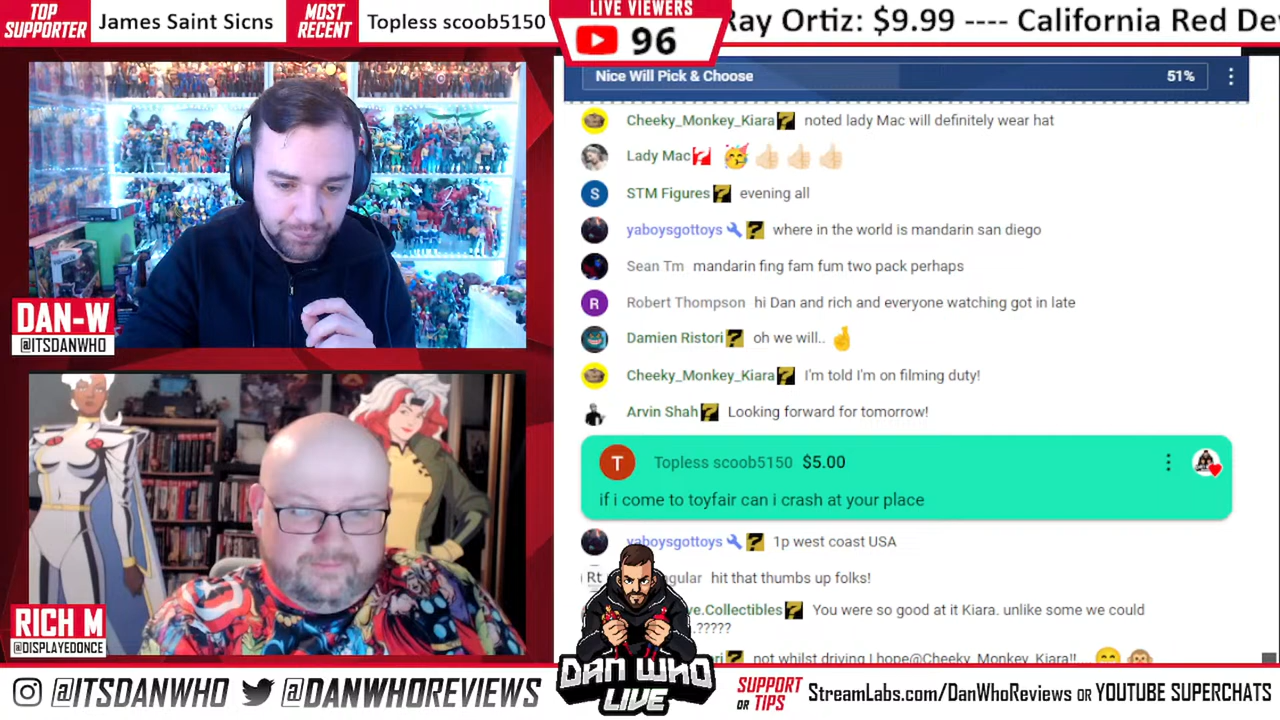 TOP SUPPORTER
James Saint Sicns
MOST RECENT
Topless scoob5150
LIVE VIEWERS
96
Ray Ortiz: $9.99 ---- California Red De
Nice Will Pick & Choose 51%
Cheeky_Monkey_Kiara noted lady Mac will definitely wear hat
Lady Mac 🥳👍🏻👍🏻👍🏻
S STM Figures evening all
yaboysgottoys where in the world is mandarin san diego
Sean Tm mandarin fing fam fum two pack perhaps
R Robert Thompson hi Dan and rich and everyone watching got in late
Damien Ristori oh we will.. 🤞
Cheeky_Monkey_Kiara I'm told I'm on filming duty!
Arvin Shah Looking forward for tomorrow!
T Topless scoob5150 $5.00
if i come to toyfair can i crash at your place
yaboysgottoys 1p west coast USA
Rt gular hit that thumbs up folks!
ve.Collectibles You were so good at it Kiara. unlike some we could
.?????
ri not whilst driving I hope@Cheeky_Monkey_Kiara!!.. 😁🙊
DAN-W
@ITSDANWHO
RICH M
@DISPLAYEDONCE
DAN WHO
LIVE
@ITSDANWHO
@DANWHOREVIEWS
SUPPORT
OR TIPS
StreamLabs.com/DanWhoReviews OR YOUTUBE SUPERCHATS